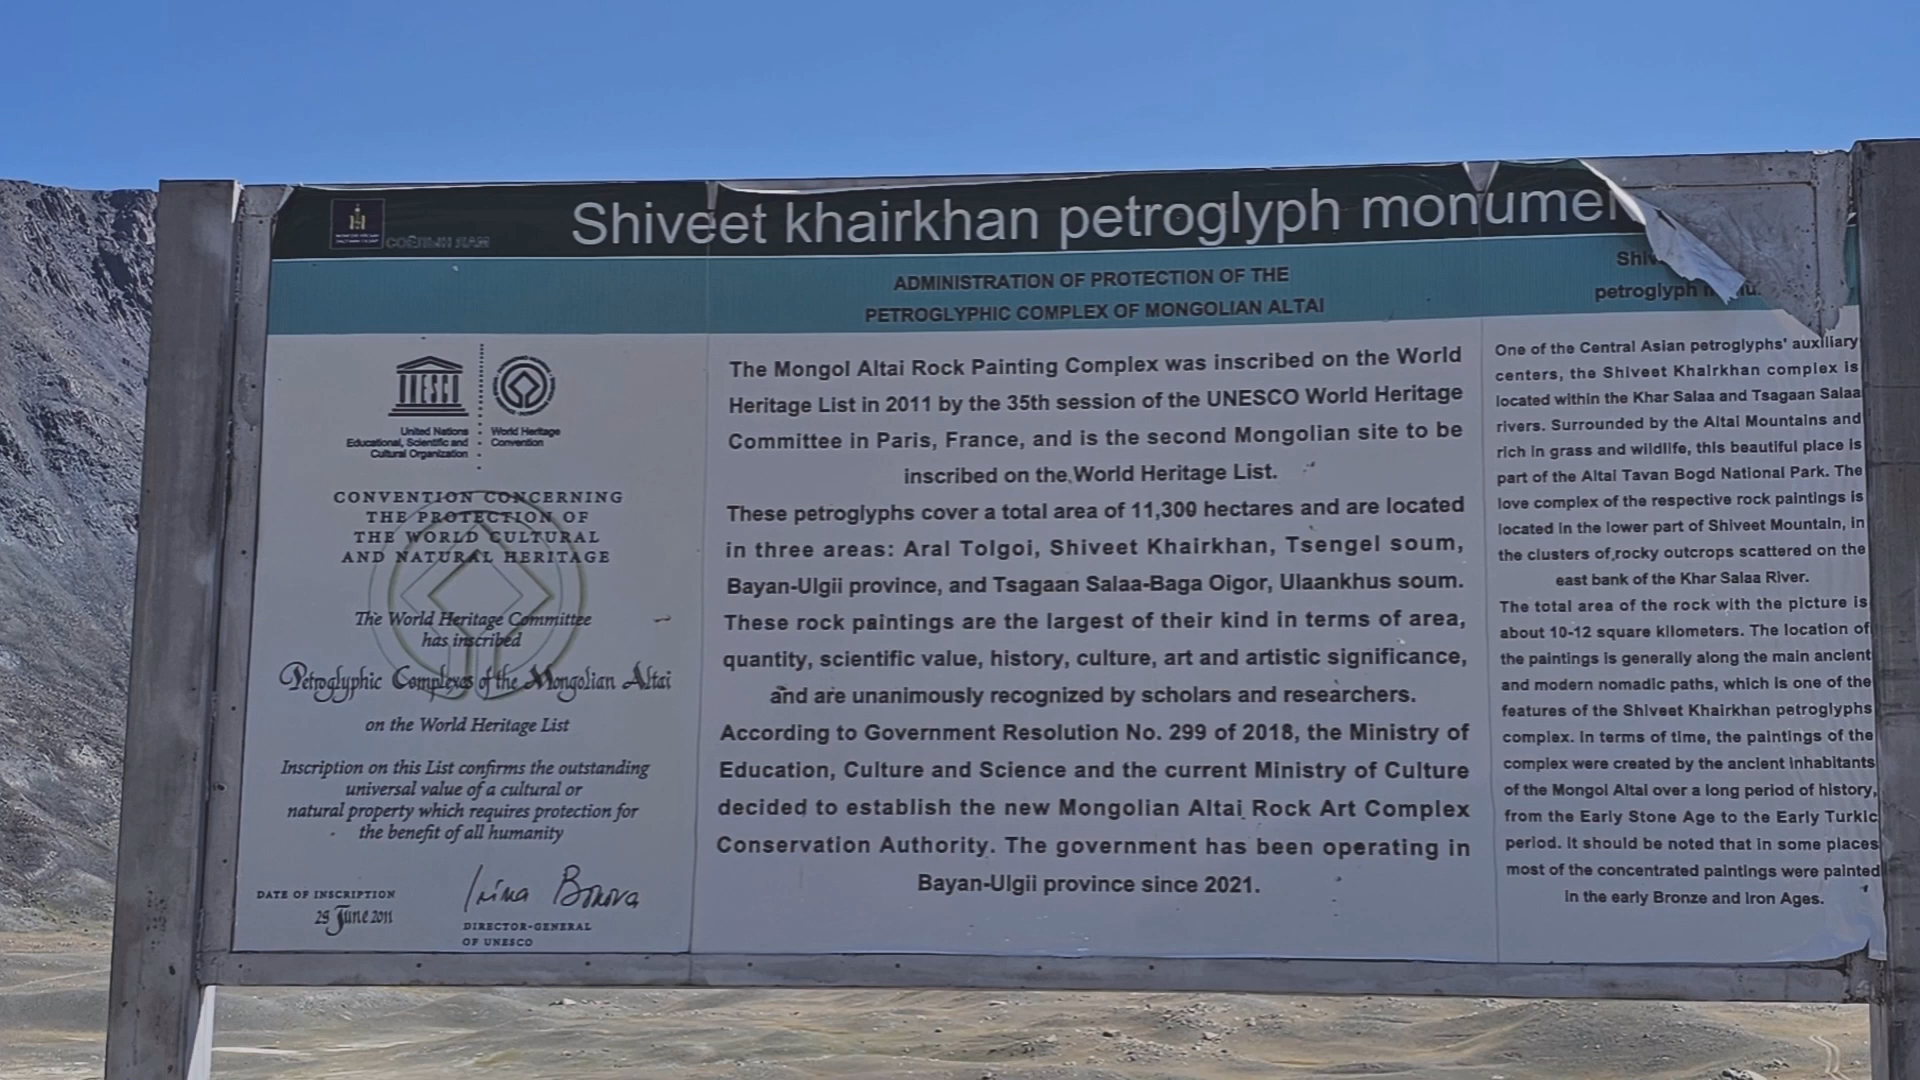 Shiveet khairkhan petroglyph
ADMINISTRATION OF PROTECTION OF THE
PETROGLYPHIC COMPLEX OF MONGOLIAN ALTAI
UNESCO
United Nations
Educational, Scientific and
Cultural Organization
World Heritage
Convention
CONVENTION CONCERNING
THE PROTECTION OF
THE WORLD CULTURAL
AND NATURAL HERITAGE
The World Heritage Committee
has inscribed
Petroglyphic Complexes of the Mongolian Altai
on the World Heritage List
Inscription on this List confirms the outstanding
universal value of a cultural or
natural property which requires protection for
the benefit of all humanity
DATE OF INSCRIPTION
June 2011
Irina Bokova
DIRECTOR-GENERAL
OF UNESCO
The Mongol Altai Rock Painting Complex was inscribed on the World
Heritage List in 2011 by the 35th session of the UNESCO World Heritage
Committee in Paris, France, and is the second Mongolian site to be
inscribed on the World Heritage List.
These petroglyphs cover a total area of 11,300 hectares and are located
in three areas: Aral Tolgoi, Shiveet Khairkhan, Tsengel soum,
Bayan-Ulgii province, and Tsagaan Salaa-Baga Oigor, Ulaankhus soum.
These rock paintings are the largest of their kind in terms of area,
quantity, scientific value, history, culture, art and artistic significance,
and are unanimously recognized by scholars and researchers.
According to Government Resolution No. 299 of 2018, the Ministry of
Education, Culture and Science and the current Ministry of Culture
decided to establish the new Mongolian Altai Rock Art Complex
Conservation Authority. The government has been operating in
Bayan-Ulgii province since 2021.
petroglyph
One of the Central Asian petroglyphs' auxiliary
centers, the Shiveet Khairkhan complex is
located within the Khar Salaa and Tsagaan Salaa
rivers. Surrounded by the Altai Mountains and
rich in grass and wildlife, this beautiful place is
part of the Altai Tavan Bogd National Park. The
love complex of the respective rock paintings is
located in the lower part of Shiveet Mountain, in
the clusters of rocky outcrops scattered on the
east bank of the Khar Salaa River.
The total area of the rock with the picture is
about 10-12 square kilometers. The location of
the paintings is generally along the main ancient
and modern nomadic paths, which is one of the
features of the Shiveet Khairkhan petroglyphs
complex. In terms of time, the paintings of the
complex were created by the ancient inhabitants
of the Mongol Altai over a long period of history,
from the Early Stone Age to the Early Turkic
period. It should be noted that in some places
most of the concentrated paintings were painted
in the early Bronze and Iron Ages.